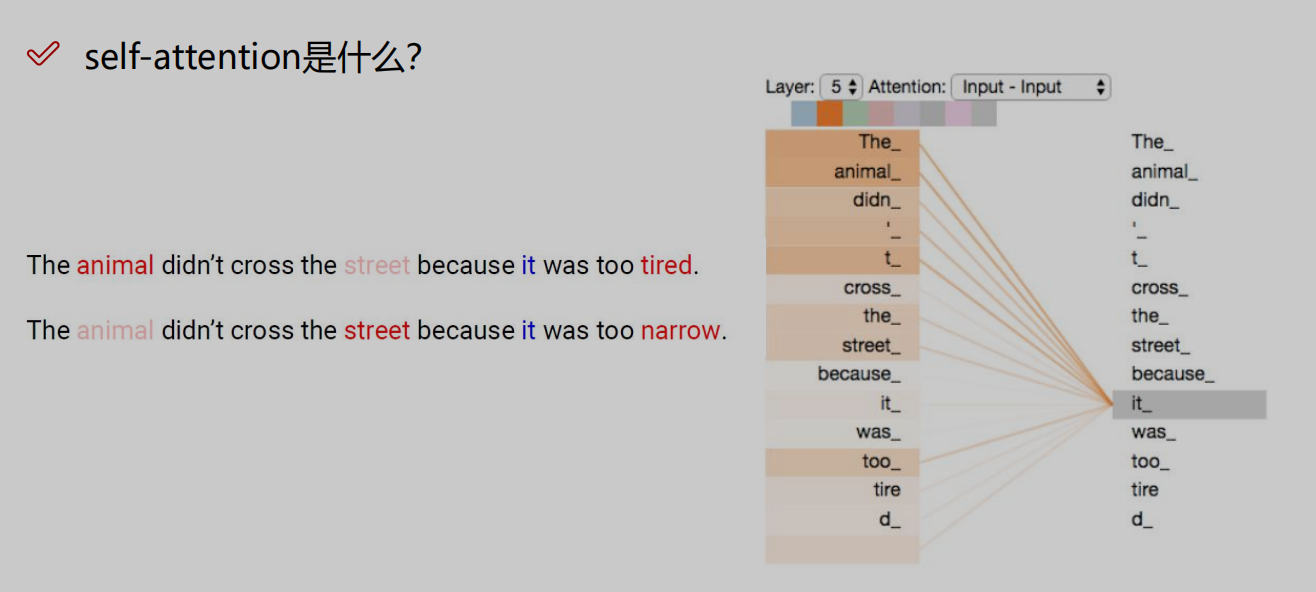 self-attention是什么?
The animal didn’t cross the street because it was too tired.
The animal didn’t cross the street because it was too narrow.
Layer: 5 Attention: Input - Input
The_ The_
animal_ animal_
didn_ didn_
'_ '_
t_ t_
cross_ cross_
the_ the_
street_ street_
because_ because_
it_ it_
was_ was_
too_ too_
tire tire
d_ d_